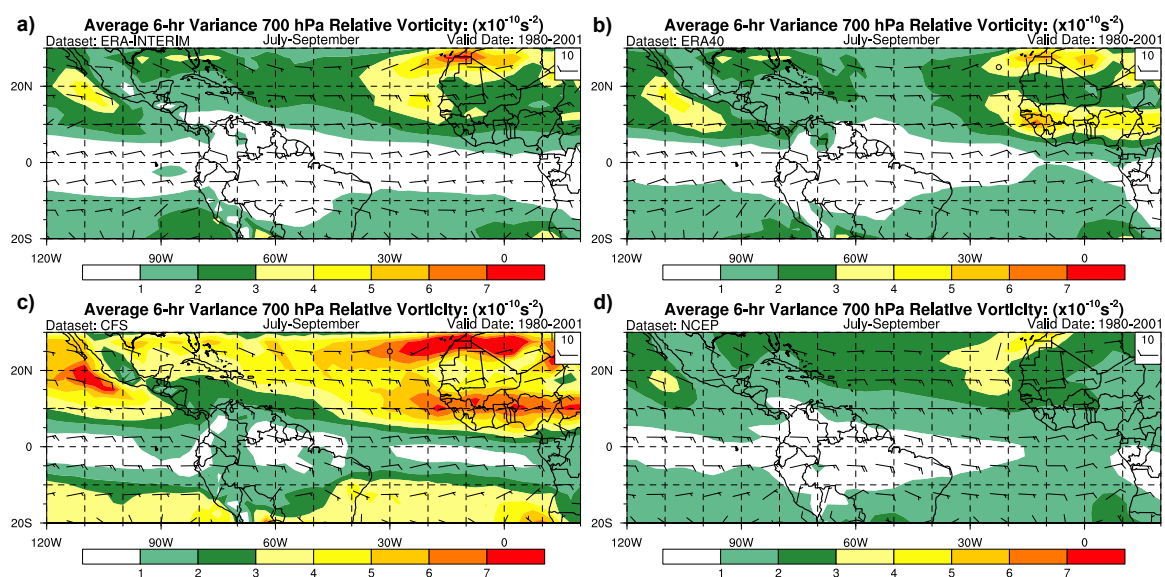 a) Average 6-hr Variance 700 hPa Relative Vorticity: (x10⁻¹⁰s⁻²)
Dataset: ERA-INTERIM July-September Valid Date: 1980-2001
10
20N
0
20S
120W 90W 60W 30W 0
1 2 3 4 5 6 7
b) Average 6-hr Variance 700 hPa Relative Vorticity: (x10⁻¹⁰s⁻²)
Dataset: ERA40 July-September Valid Date: 1980-2001
10
20N
0
20S
120W 90W 60W 30W 0
1 2 3 4 5 6 7
c) Average 6-hr Variance 700 hPa Relative Vorticity: (x10⁻¹⁰s⁻²)
Dataset: CFS July-September Valid Date: 1980-2001
10
20N
0
20S
120W 90W 60W 30W 0
1 2 3 4 5 6 7
d) Average 6-hr Variance 700 hPa Relative Vorticity: (x10⁻¹⁰s⁻²)
Dataset: NCEP July-September Valid Date: 1980-2001
10
20N
0
20S
120W 90W 60W 30W 0
1 2 3 4 5 6 7